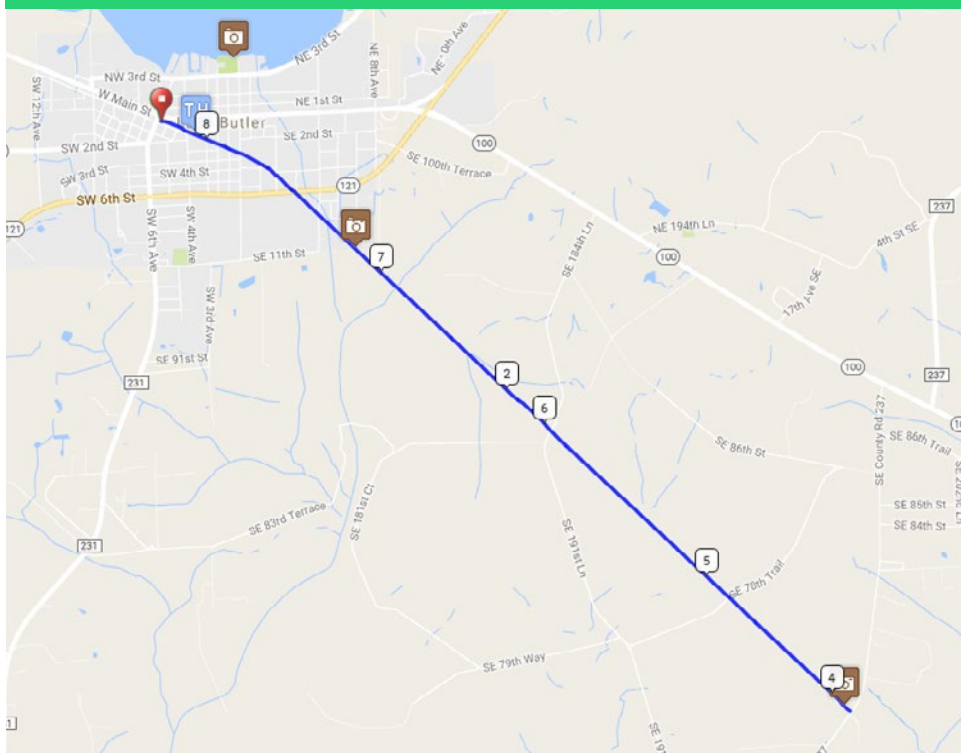 NW 3rd St
NE 3rd St
NE 8th Ave
SW 12th Ave
W Main St
TH
8
Butler
NE 1st St
SE 2nd St
SW 2nd St
100
SE 100th Terrace
SW 3rd St
SW 4th St
SW 6th St
121
121
SW 6th Ave
SW 4th Ave
SE 11th St
7
SE 184th Ln
NE 194th Ln
4th St SE
237
100
17th Ave SE
SW 3rd Ave
SE 91st St
231
2
6
100
237
SE County Rd 237
SE 86th Trail
SE 86th St
SE 181st Ct
SE 85th St
SE 84th St
SE 83rd Terrace
231
SE 191st Ln
5
SE 70th Trail
SE 79th Way
4